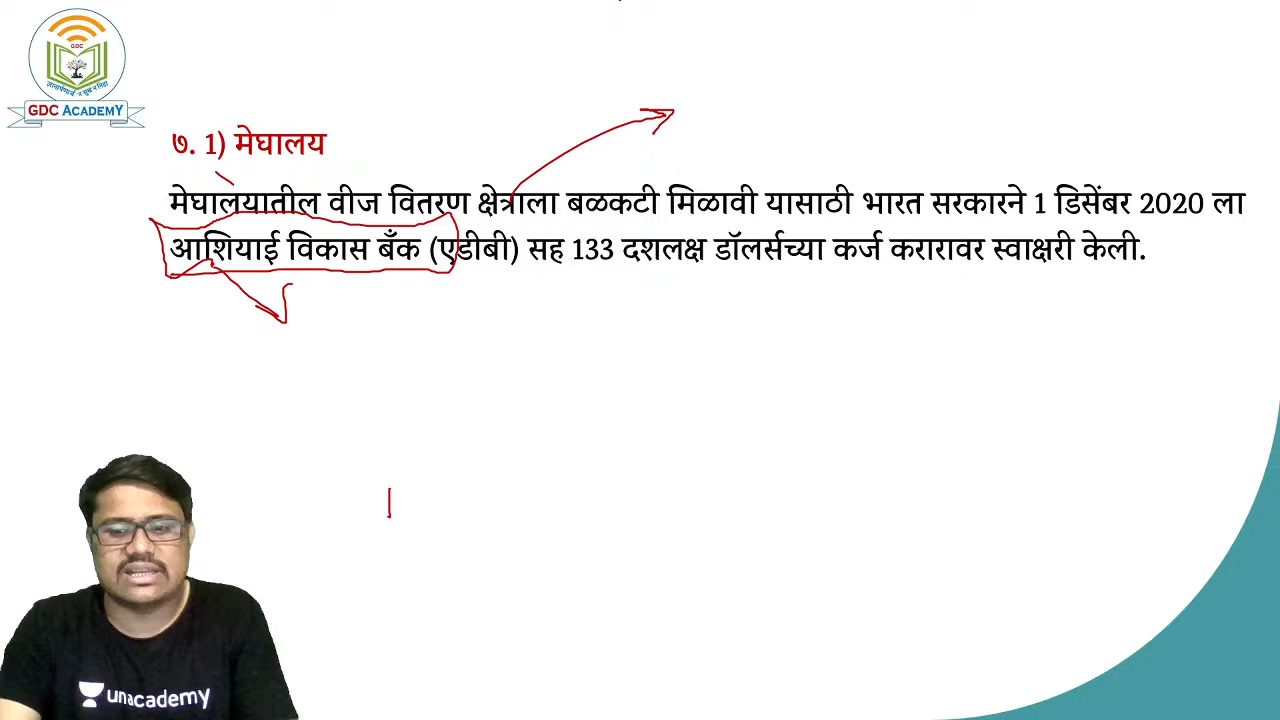 GDC
GDC ACADEMY
७. 1) मेघालय
मेघालयातील वीज वितरण क्षेत्राला बळकटी मिळावी यासाठी भारत सरकारने 1 डिसेंबर 2020 ला
आशियाई विकास बँक (एडीबी) सह 133 दशलक्ष डॉलर्सच्या कर्ज करारावर स्वाक्षरी केली.
unacademy